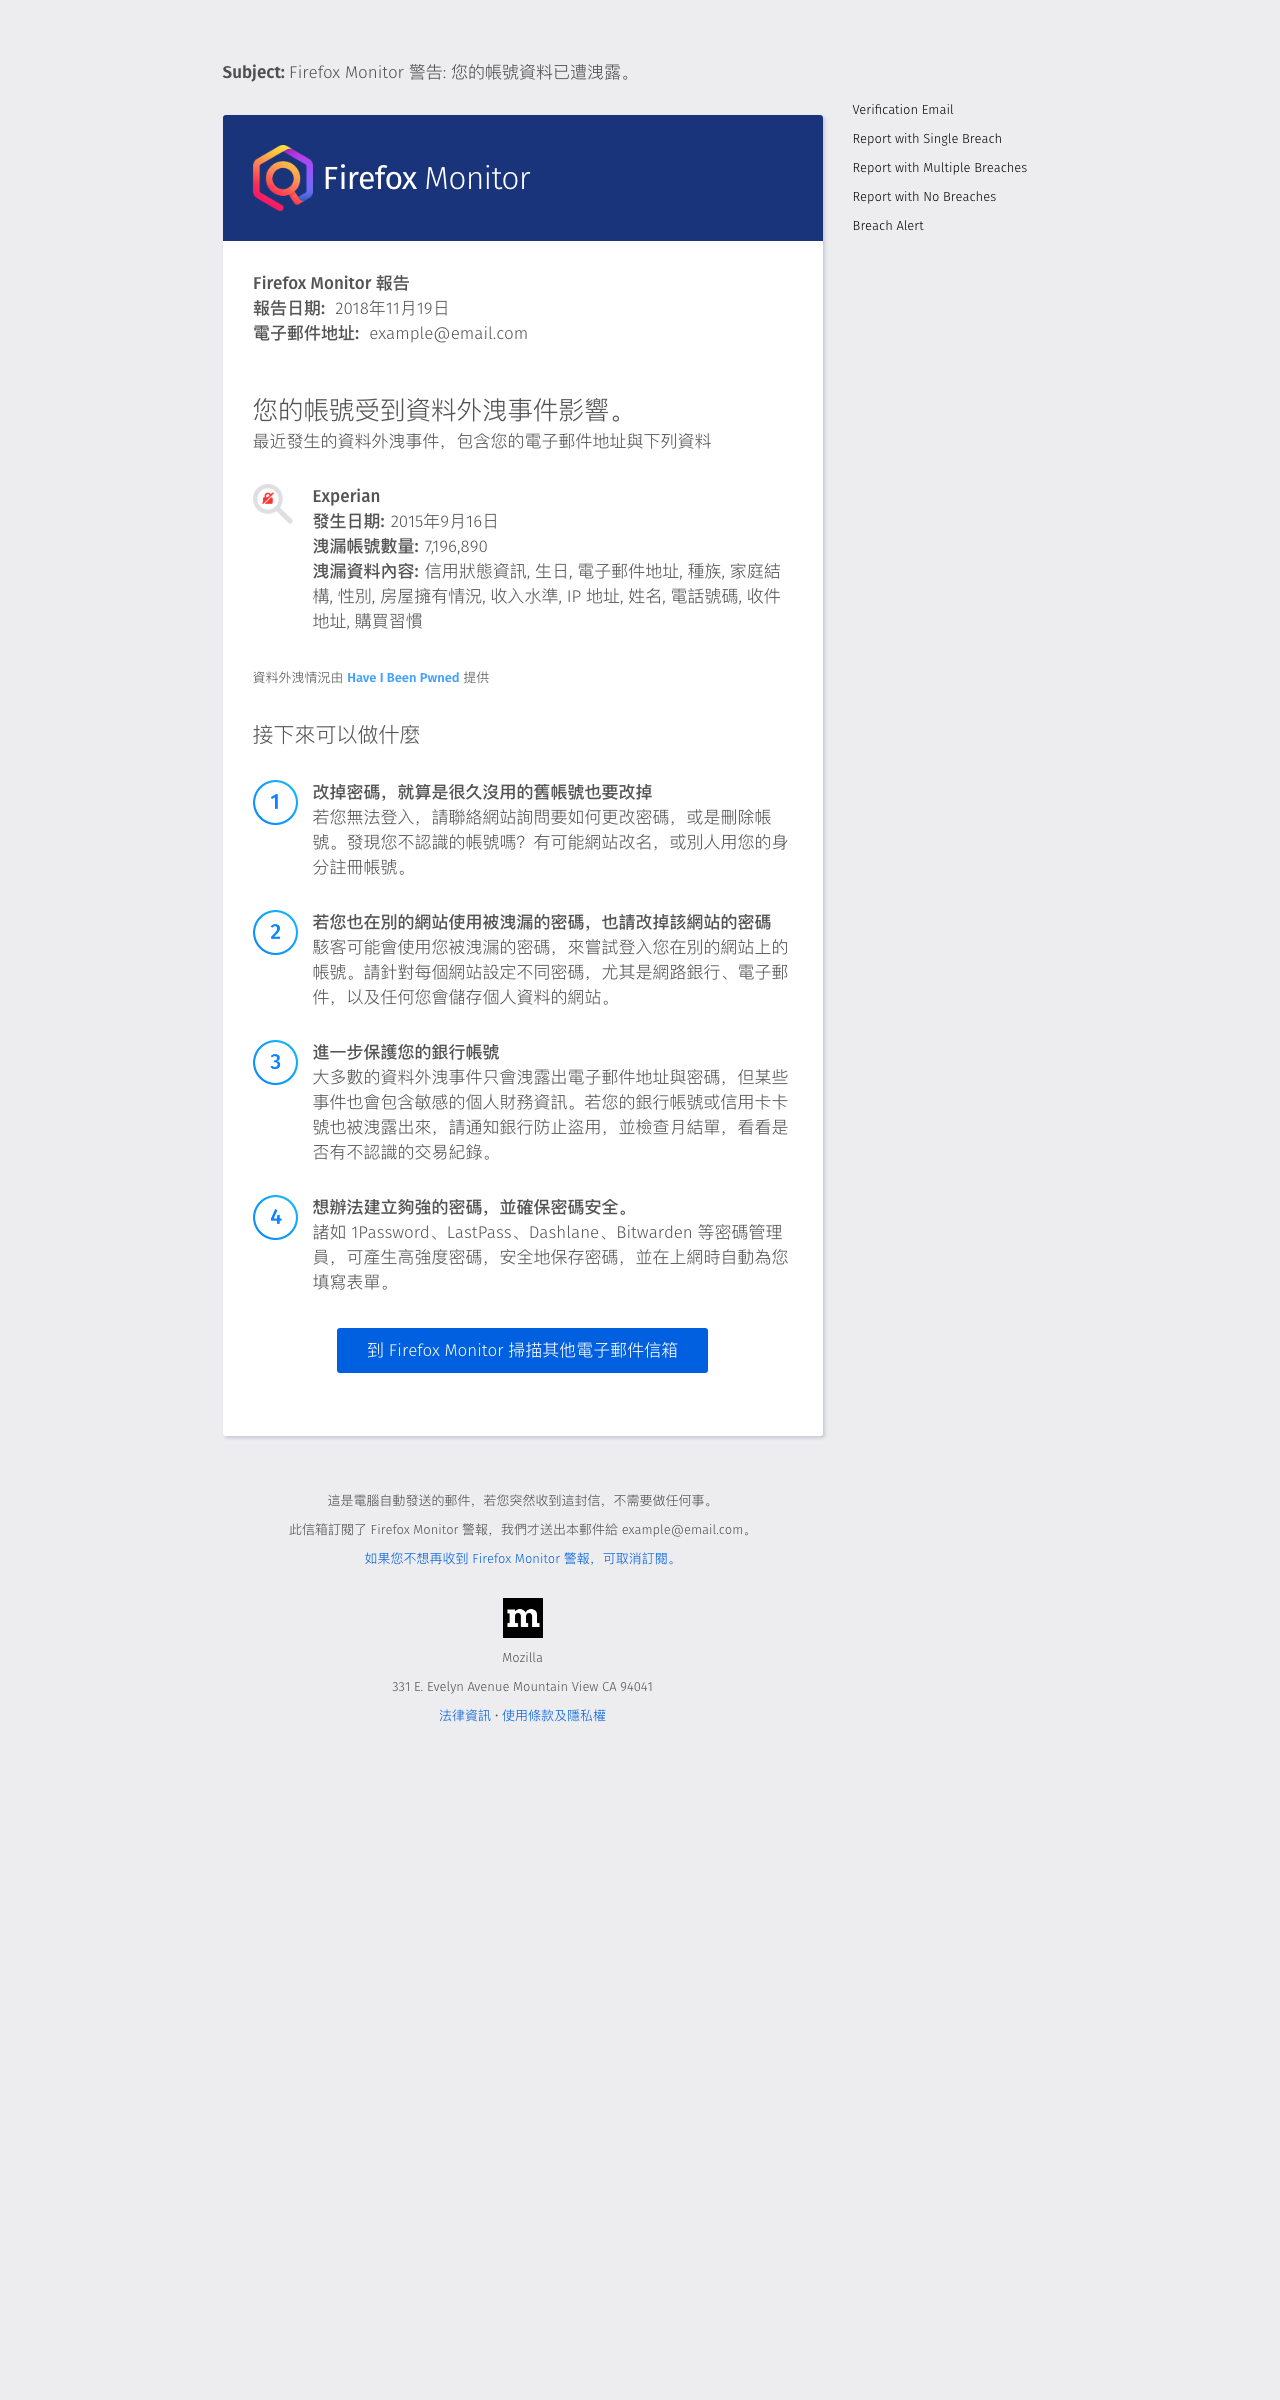 Subject: Firefox Monitor 警告: 您的帳號資料已遭洩露。
Verification Email
Report with Single Breach
Report with Multiple Breaches
Report with No Breaches
Breach Alert
Firefox Monitor
Firefox Monitor 報告
報告日期: 2018年11月19日
電子郵件地址: example@email.com
您的帳號受到資料外洩事件影響。
最近發生的資料外洩事件，包含您的電子郵件地址與下列資料
Experian
發生日期: 2015年9月16日
洩漏帳號數量: 7,196,890
洩漏資料內容: 信用狀態資訊, 生日, 電子郵件地址, 種族, 家庭結
構, 性別, 房屋擁有情況, 收入水準, IP 地址, 姓名, 電話號碼, 收件
地址, 購買習慣
資料外洩情況由 Have I Been Pwned 提供
接下來可以做什麼
1
改掉密碼，就算是很久沒用的舊帳號也要改掉
若您無法登入，請聯絡網站詢問要如何更改密碼，或是刪除帳
號。發現您不認識的帳號嗎？有可能網站改名，或別人用您的身
分註冊帳號。
2
若您也在別的網站使用被洩漏的密碼，也請改掉該網站的密碼
駭客可能會使用您被洩漏的密碼，來嘗試登入您在別的網站上的
帳號。請針對每個網站設定不同密碼，尤其是網路銀行、電子郵
件，以及任何您會儲存個人資料的網站。
3
進一步保護您的銀行帳號
大多數的資料外洩事件只會洩露出電子郵件地址與密碼，但某些
事件也會包含敏感的個人財務資訊。若您的銀行帳號或信用卡卡
號也被洩露出來，請通知銀行防止盜用，並檢查月結單，看看是
否有不認識的交易紀錄。
4
想辦法建立夠強的密碼，並確保密碼安全。
諸如 1Password、LastPass、Dashlane、Bitwarden 等密碼管理
員，可產生高強度密碼，安全地保存密碼，並在上網時自動為您
填寫表單。
到 Firefox Monitor 掃描其他電子郵件信箱
這是電腦自動發送的郵件，若您突然收到這封信，不需要做任何事。
此信箱訂閱了 Firefox Monitor 警報，我們才送出本郵件給 example@email.com。
如果您不想再收到 Firefox Monitor 警報，可取消訂閱。
m
Mozilla
331 E. Evelyn Avenue Mountain View CA 94041
法律資訊 • 使用條款及隱私權